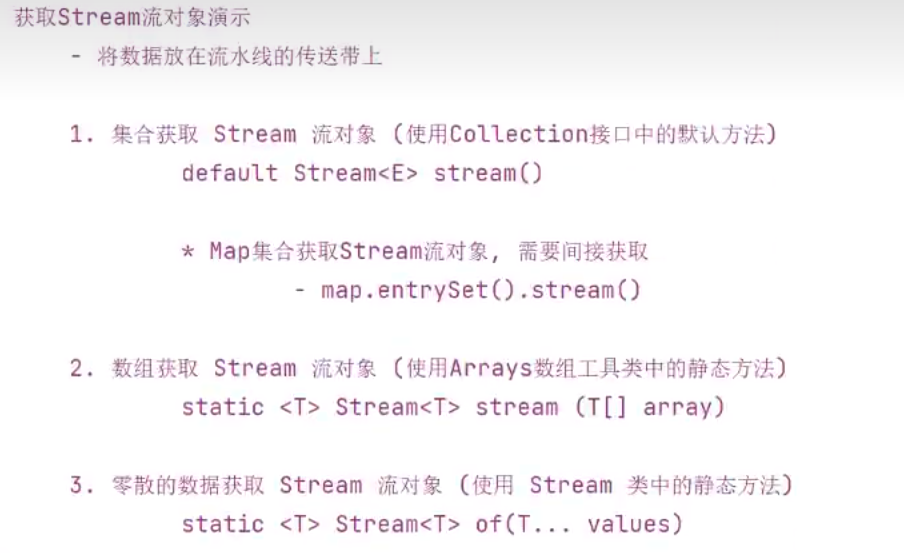 获取Stream流对象演示
- 将数据放在流水线的传送带上
1. 集合获取 Stream 流对象 (使用Collection接口中的默认方法)
default Stream<E> stream()
* Map集合获取Stream流对象, 需要间接获取
- map.entrySet().stream()
2. 数组获取 Stream 流对象 (使用Arrays数组工具类中的静态方法)
static <T> Stream<T> stream (T[] array)
3. 零散的数据获取 Stream 流对象 (使用 Stream 类中的静态方法)
static <T> Stream<T> of(T... values)